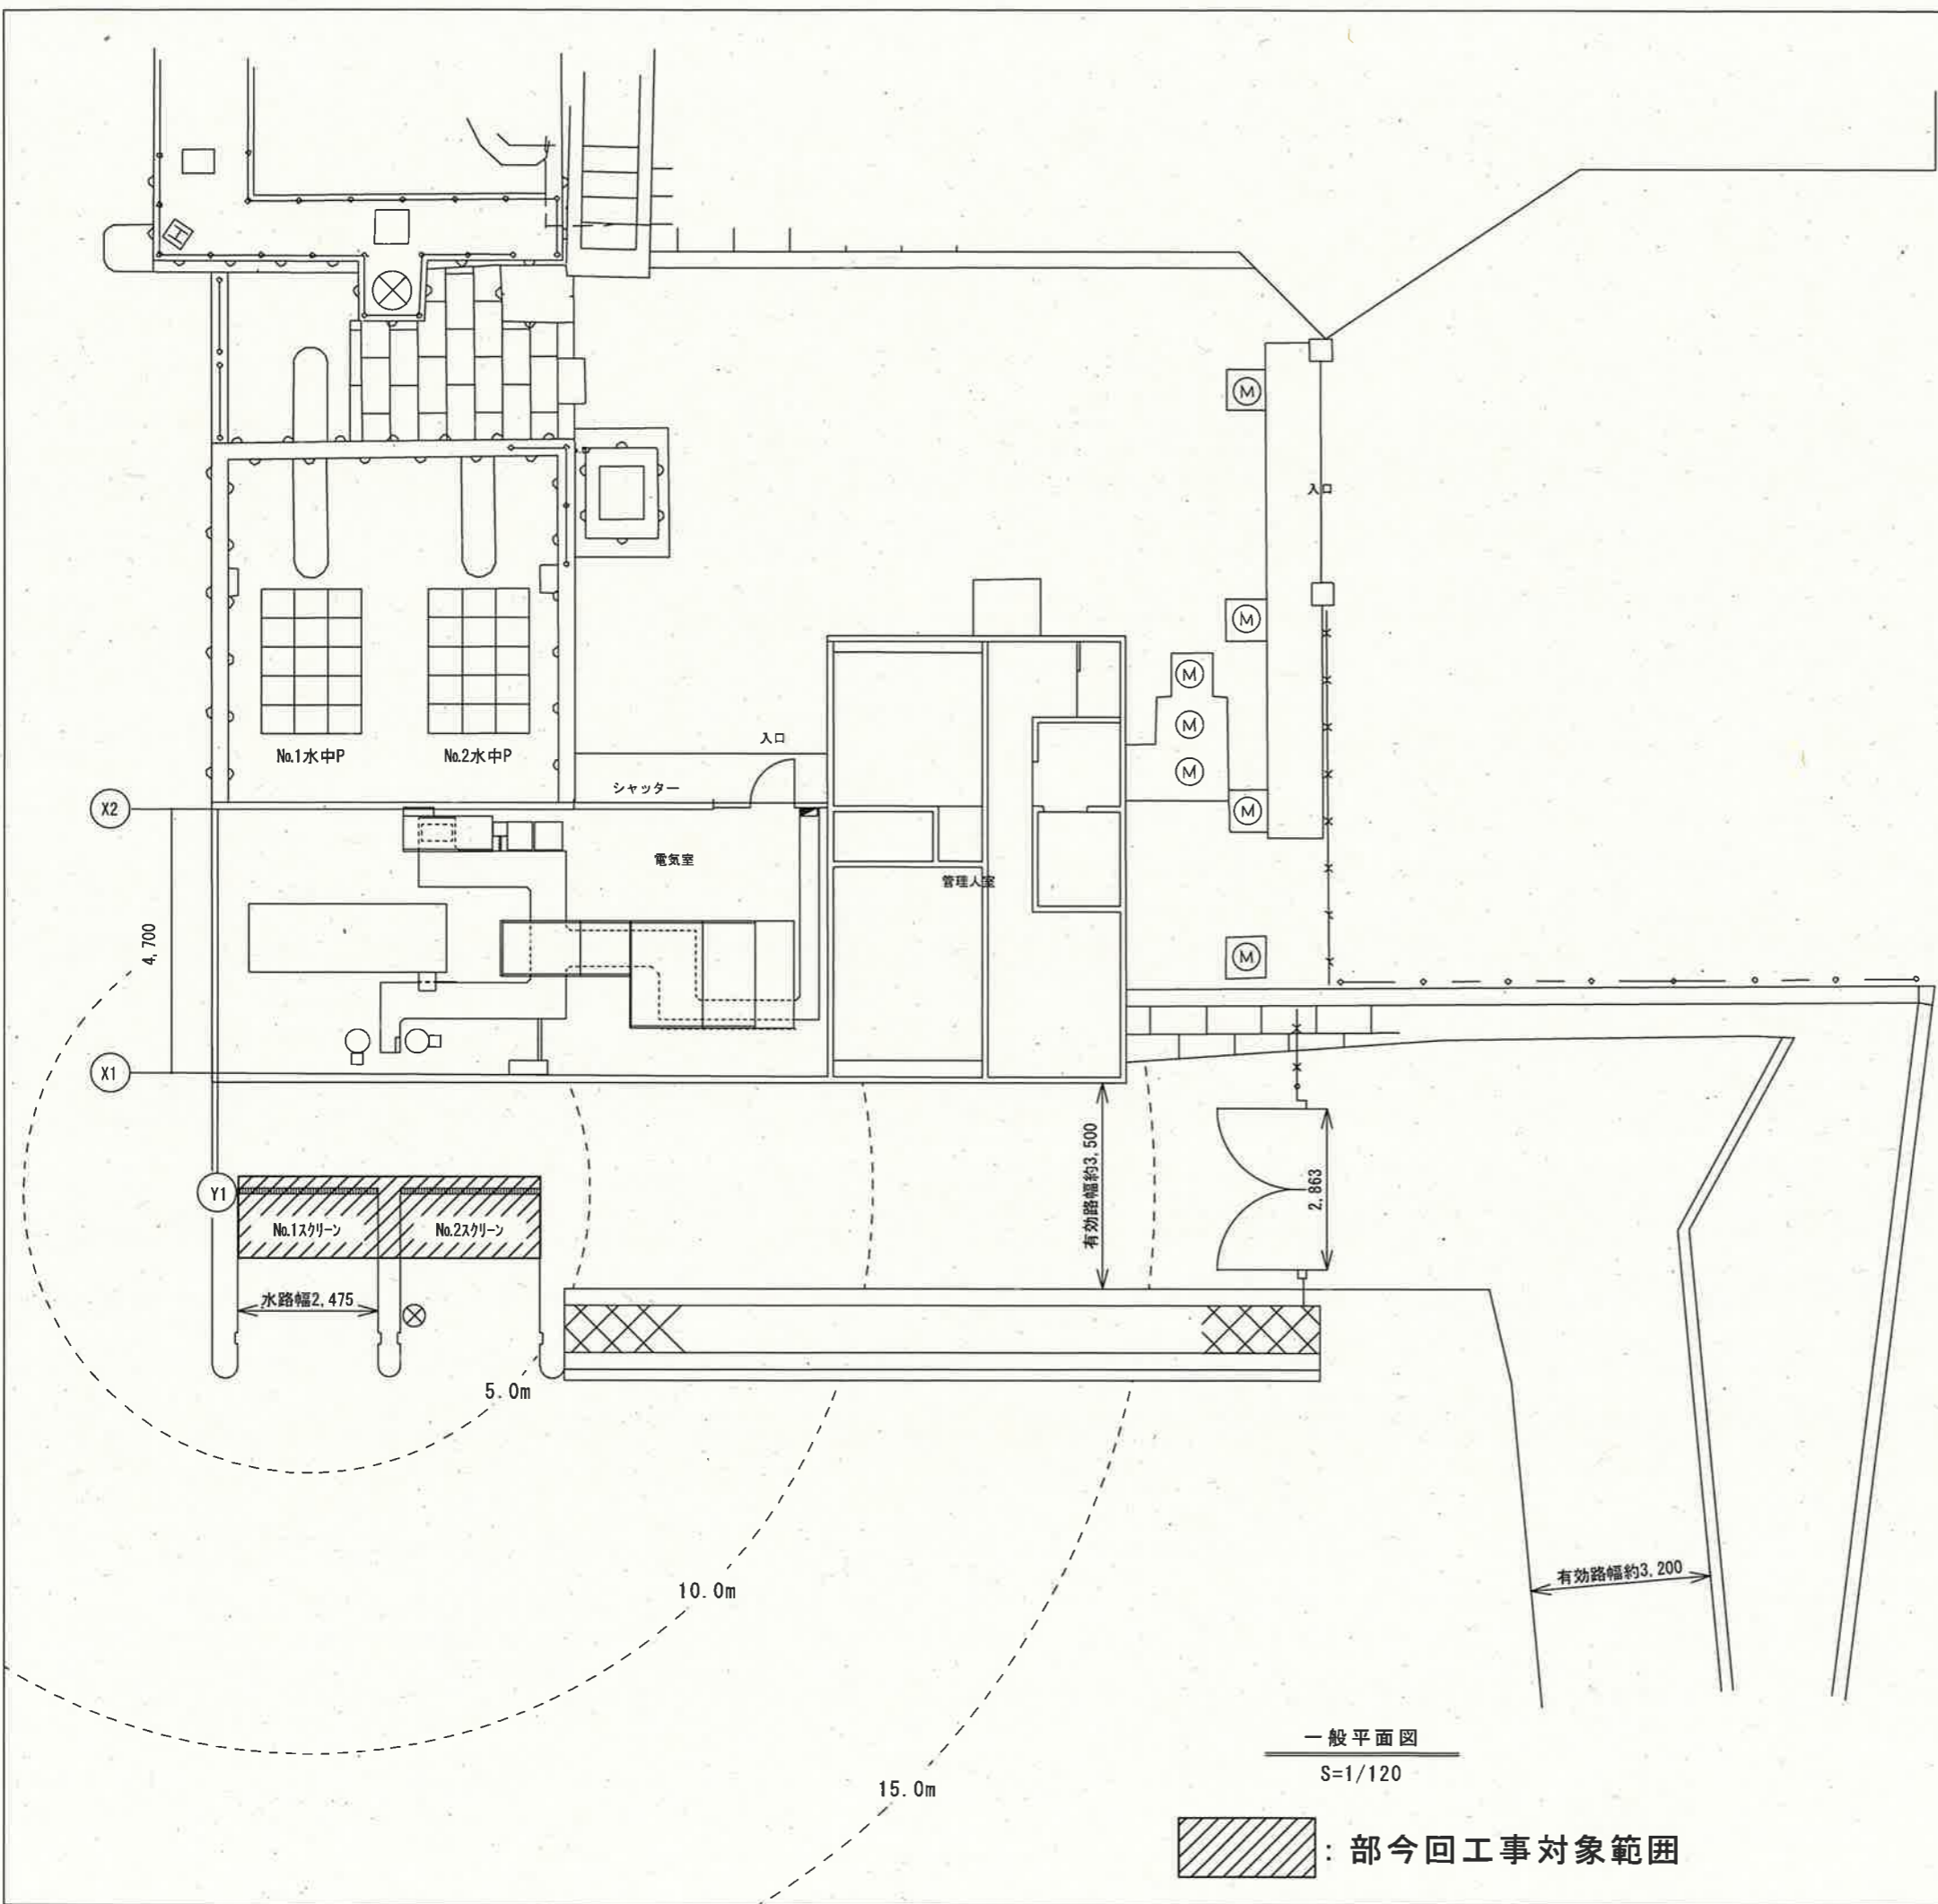 H
M
入口
M
M
M
M
M
M
No.1水中P
No.2水中P
入口
シャッター
X2
電気室
管理人室
4,700
X1
有効路幅約3,500
2,863
Y1
No.1スクリーン
No.2スクリーン
水路幅2,475
5.0m
10.0m
有効路幅約3,200
15.0m
一般平面図
S=1/120
：部今回工事対象範囲